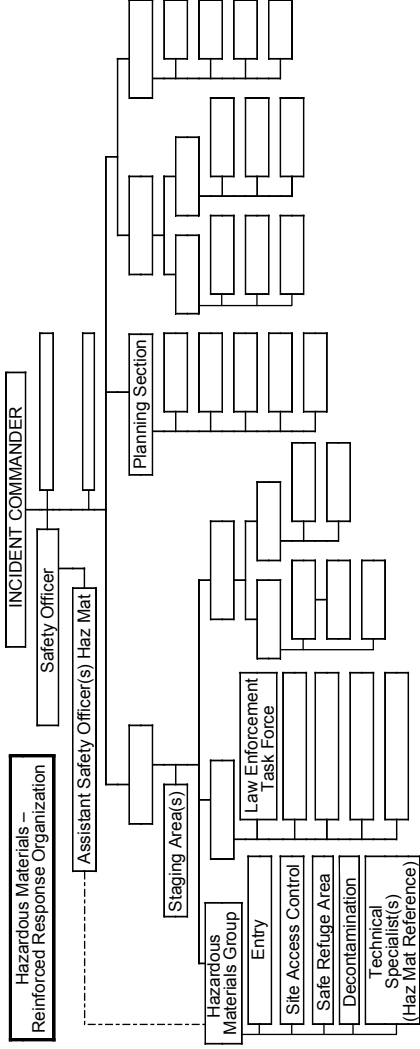 Hazardous Materials –
Reinforced Response Organization
INCIDENT COMMANDER
Safety Officer
Assistant Safety Officer(s) Haz Mat
Planning Section
Staging Area(s)
Hazardous
Materials Group
Entry
Site Access Control
Safe Refuge Area
Decontamination
Technical
Specialist(s)
(Haz Mat Reference)
Law Enforcement
Task Force